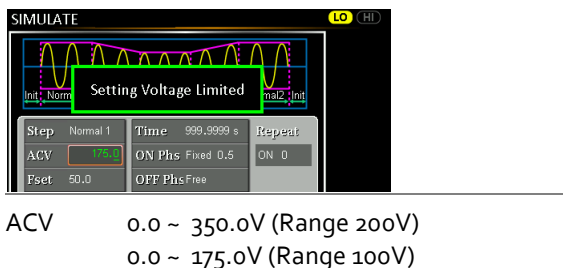 SIMULATE LO HI
Setting Voltage Limited
Init Norm mal2 Init
Step Normal 1 Time 999.9999 s Repeat
ACV 175.0 ON Phs Fixed 0.5 ON 0
Fset 50.0 OFF Phs Free
ACV 0.0 ~ 350.0V (Range 200V)
0.0 ~ 175.0V (Range 100V)